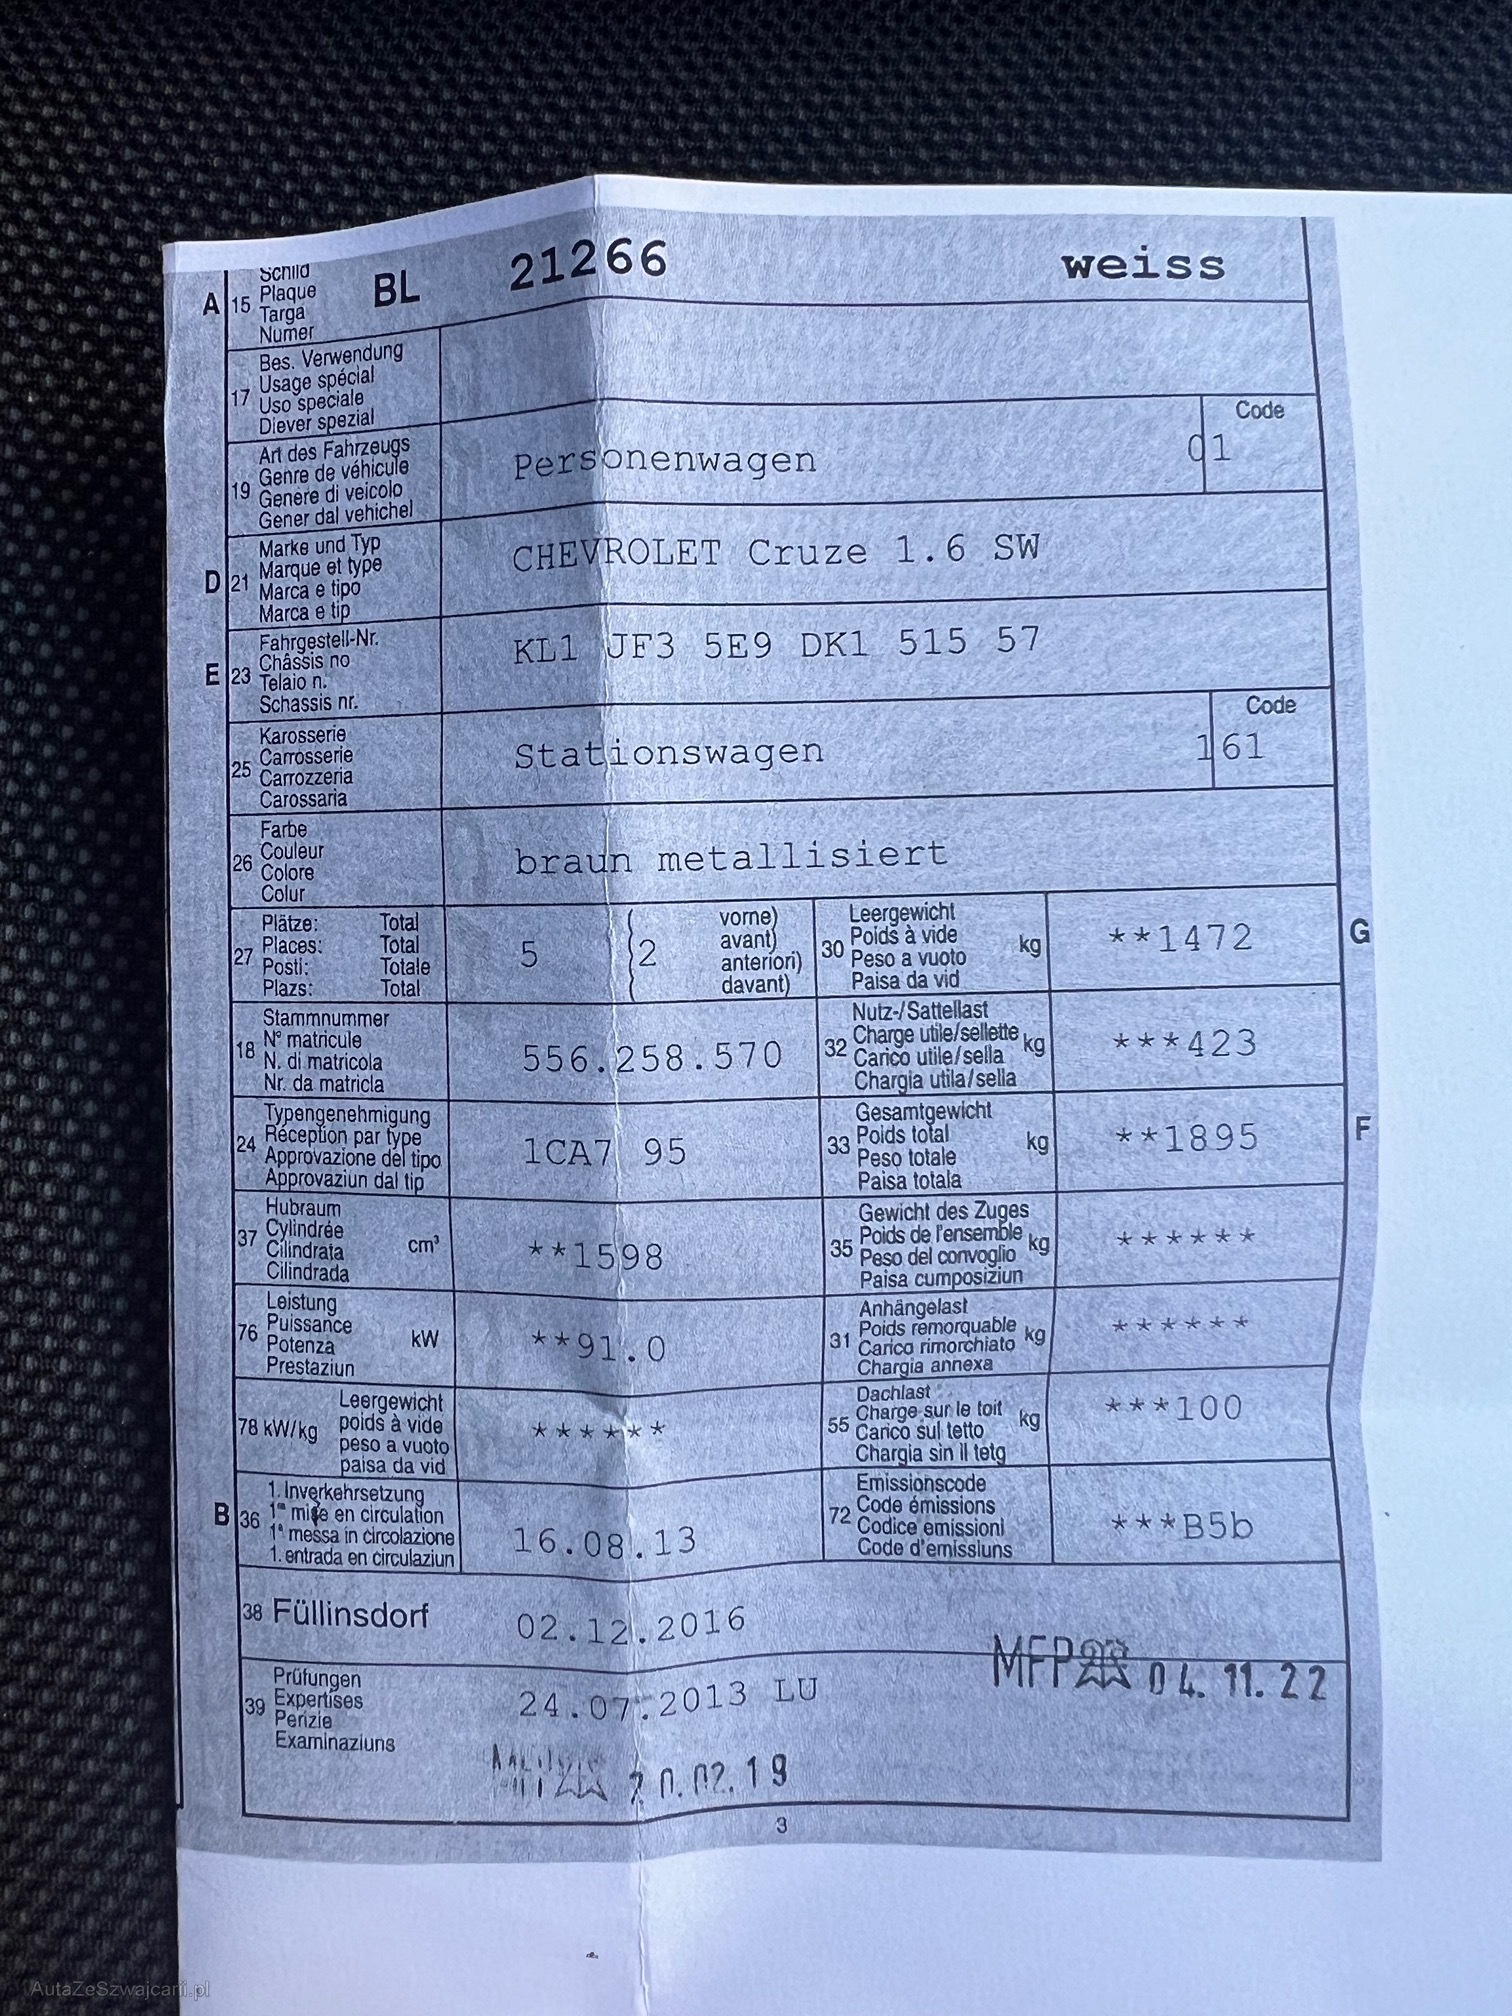 A 15 Schild Plaque Targa Numer BL 21266 weiss
17 Bes. Verwendung
Usage spécial
Uso speciale
Diever spezial
Code
19 Art des Fahrzeugs
Genre de véhicule
Genere di veicolo
Gener dal vehichel
Personenwagen 01
D 21 Marke und Typ
Marque et type
Marca e tipo
Marca e tip
CHEVROLET Cruze 1.6 SW
E 23 Fahrgestell-Nr.
Châssis no
Telaio n.
Schassis nr.
KL1 JF3 5E9 DK1 515 57
Code
25 Karosserie
Carrosserie
Carrozzeria
Carossaria
Stationswagen 161
26 Farbe
Couleur
Colore
Colur
braun metallisiert
27 Plätze: Total
Places: Total
Posti: Totale
Plazs: Total
5 (2 vorne)
avant)
anteriori)
davant)
30 Leergewicht
Poids à vide kg
Peso a vuoto
Paisa da vid
**1472 G
18 Stammnummer
N° matricule
N. di matricola
Nr. da matricla
556.258.570
32 Nutz-/Sattellast
Charge utile/sellette kg
Carico utile/sella
Chargia utila/sella
***423
24 Typengenehmigung
Réception par type
Approvazione del tipo
Approvaziun dal tip
1CA7 95
33 Gesamtgewicht
Poids total kg
Peso totale
Paisa totala
**1895 F
37 Hubraum
Cylindrée cm³
Cilindrata
Cilindrada
**1598
35 Gewicht des Zuges
Poids de l'ensemble kg
Peso del convoglio
Paisa cumposiziun
******
76 Leistung
Puissance kW
Potenza
Prestaziun
**91.0
31 Anhängelast
Poids remorquable kg
Carico rimorchiato
Chargia annexa
******
78 kW/kg Leergewicht
poids à vide
peso a vuoto
paisa da vid
******
55 Dachlast
Charge sur le toit kg
Carico sul tetto
Chargia sin il tetg
***100
B 36 1. Inverkehrsetzung
1re mise en circulation
1a messa in circolazione
1. entrada en circulaziun
16.08.13
72 Emissionscode
Code émissions
Codice emissioni
Code d'emissiuns
***B5b
38 Füllinsdorf 02.12.2016
MFP 04.11.22
39 Prüfungen
Expertises
Perizie
Examinaziuns
24.07.2013 LU
20.02.19
3
AutaZeSzwajcarii.pl